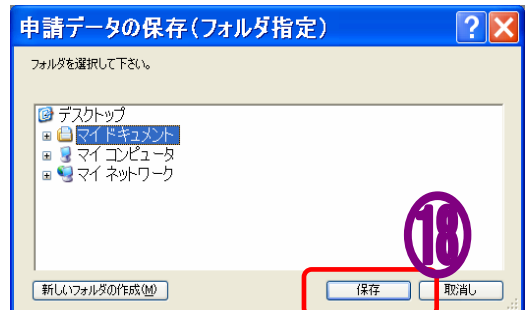 申請データの保存(フォルダ指定)
フォルダを選択して下さい。
デスクトップ
マイ ドキュメント
マイ コンピュータ
マイ ネットワーク
⑱
新しいフォルダの作成(M) 保存 取消し